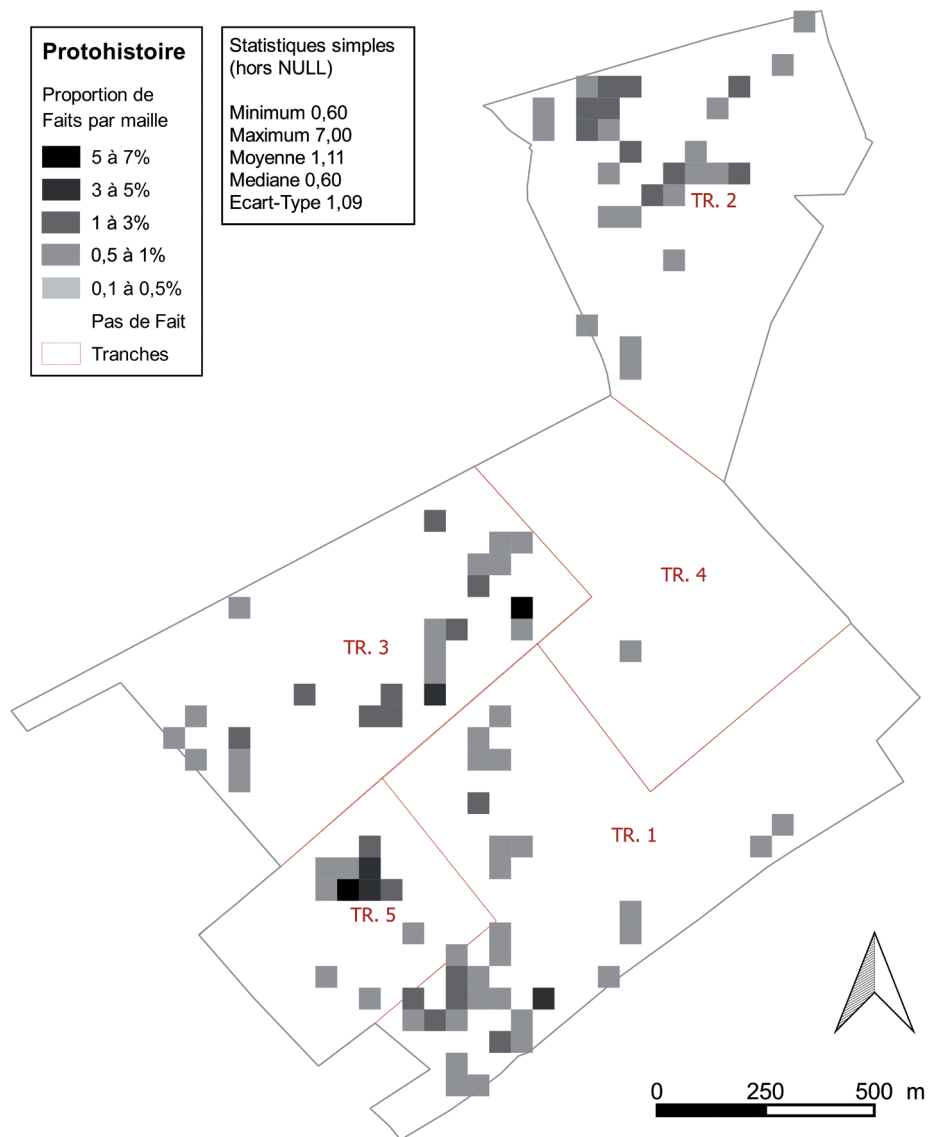 Protohistoire
Proportion de
Faits par maille
5 à 7%
3 à 5%
1 à 3%
0,5 à 1%
0,1 à 0,5%
Pas de Fait
Tranches
Statistiques simples
(hors NULL)
Minimum 0,60
Maximum 7,00
Moyenne 1,11
Mediane 0,60
Ecart-Type 1,09
TR. 2
TR. 4
TR. 3
TR. 1
TR. 5
0 250 500 m